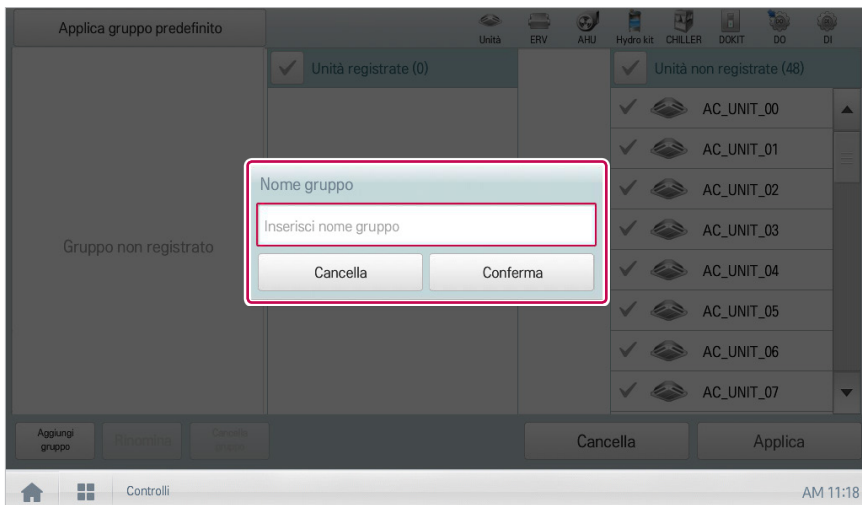 Applica gruppo predefinito
Unità
ERV
AHU
Hydro kit
CHILLER
DOKIT
DO
DI
Unità registrate (0)
Unità non registrate (48)
AC_UNIT_00
AC_UNIT_01
AC_UNIT_02
AC_UNIT_03
AC_UNIT_04
AC_UNIT_05
AC_UNIT_06
AC_UNIT_07
Gruppo non registrato
Nome gruppo
Inserisci nome gruppo
Cancella
Conferma
Aggiungi
gruppo
Rinomina
Cancella
gruppo
Cancella
Applica
Controlli
AM 11:18